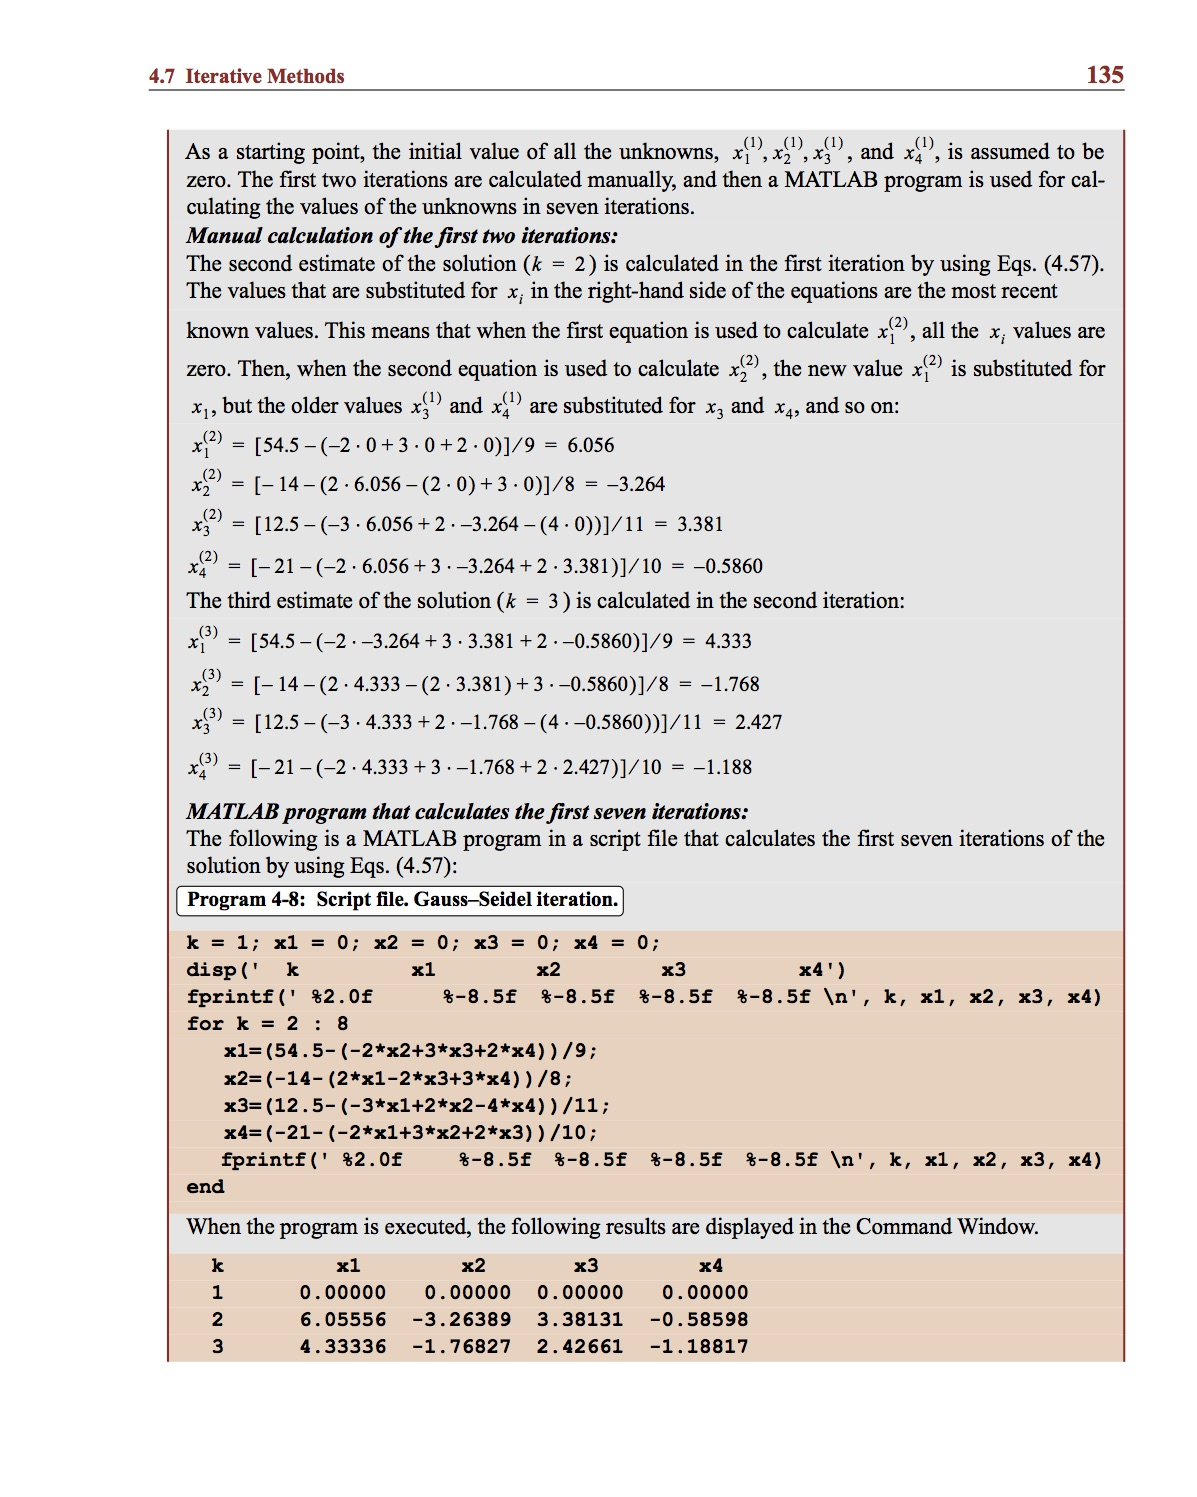 4.7 Iterative Methods 135
As a starting point, the initial value of all the unknowns, x₁⁽¹⁾, x₂⁽¹⁾, x₃⁽¹⁾, and x₄⁽¹⁾, is assumed to be
zero. The first two iterations are calculated manually, and then a MATLAB program is used for cal-
culating the values of the unknowns in seven iterations.
Manual calculation of the first two iterations:
The second estimate of the solution (k = 2) is calculated in the first iteration by using Eqs. (4.57).
The values that are substituted for xᵢ in the right-hand side of the equations are the most recent
known values. This means that when the first equation is used to calculate x₁⁽²⁾, all the xᵢ values are
zero. Then, when the second equation is used to calculate x₂⁽²⁾, the new value x₁⁽²⁾ is substituted for
x₁, but the older values x₃⁽¹⁾ and x₄⁽¹⁾ are substituted for x₃ and x₄, and so on:
x₁⁽²⁾ = [54.5 – (–2 · 0 + 3 · 0 + 2 · 0)]/9 = 6.056
x₂⁽²⁾ = [– 14 – (2 · 6.056 – (2 · 0) + 3 · 0)]/8 = –3.264
x₃⁽²⁾ = [12.5 – (–3 · 6.056 + 2 · –3.264 – (4 · 0))]/11 = 3.381
x₄⁽²⁾ = [– 21 – (–2 · 6.056 + 3 · –3.264 + 2 · 3.381)]/10 = –0.5860
The third estimate of the solution (k = 3) is calculated in the second iteration:
x₁⁽³⁾ = [54.5 – (–2 · –3.264 + 3 · 3.381 + 2 · –0.5860)]/9 = 4.333
x₂⁽³⁾ = [– 14 – (2 · 4.333 – (2 · 3.381) + 3 · –0.5860)]/8 = –1.768
x₃⁽³⁾ = [12.5 – (–3 · 4.333 + 2 · –1.768 – (4 · –0.5860))]/11 = 2.427
x₄⁽³⁾ = [– 21 – (–2 · 4.333 + 3 · –1.768 + 2 · 2.427)]/10 = –1.188
MATLAB program that calculates the first seven iterations:
The following is a MATLAB program in a script file that calculates the first seven iterations of the
solution by using Eqs. (4.57):
Program 4-8: Script file. Gauss–Seidel iteration.
k = 1; x1 = 0; x2 = 0; x3 = 0; x4 = 0;
disp(' k x1 x2 x3 x4')
fprintf(' %2.0f %-8.5f %-8.5f %-8.5f %-8.5f \n', k, x1, x2, x3, x4)
for k = 2 : 8
x1=(54.5-(-2*x2+3*x3+2*x4))/9;
x2=(-14-(2*x1-2*x3+3*x4))/8;
x3=(12.5-(-3*x1+2*x2-4*x4))/11;
x4=(-21-(-2*x1+3*x2+2*x3))/10;
fprintf(' %2.0f %-8.5f %-8.5f %-8.5f %-8.5f \n', k, x1, x2, x3, x4)
end
When the program is executed, the following results are displayed in the Command Window.
k x1 x2 x3 x4
1 0.00000 0.00000 0.00000 0.00000
2 6.05556 -3.26389 3.38131 -0.58598
3 4.33336 -1.76827 2.42661 -1.18817